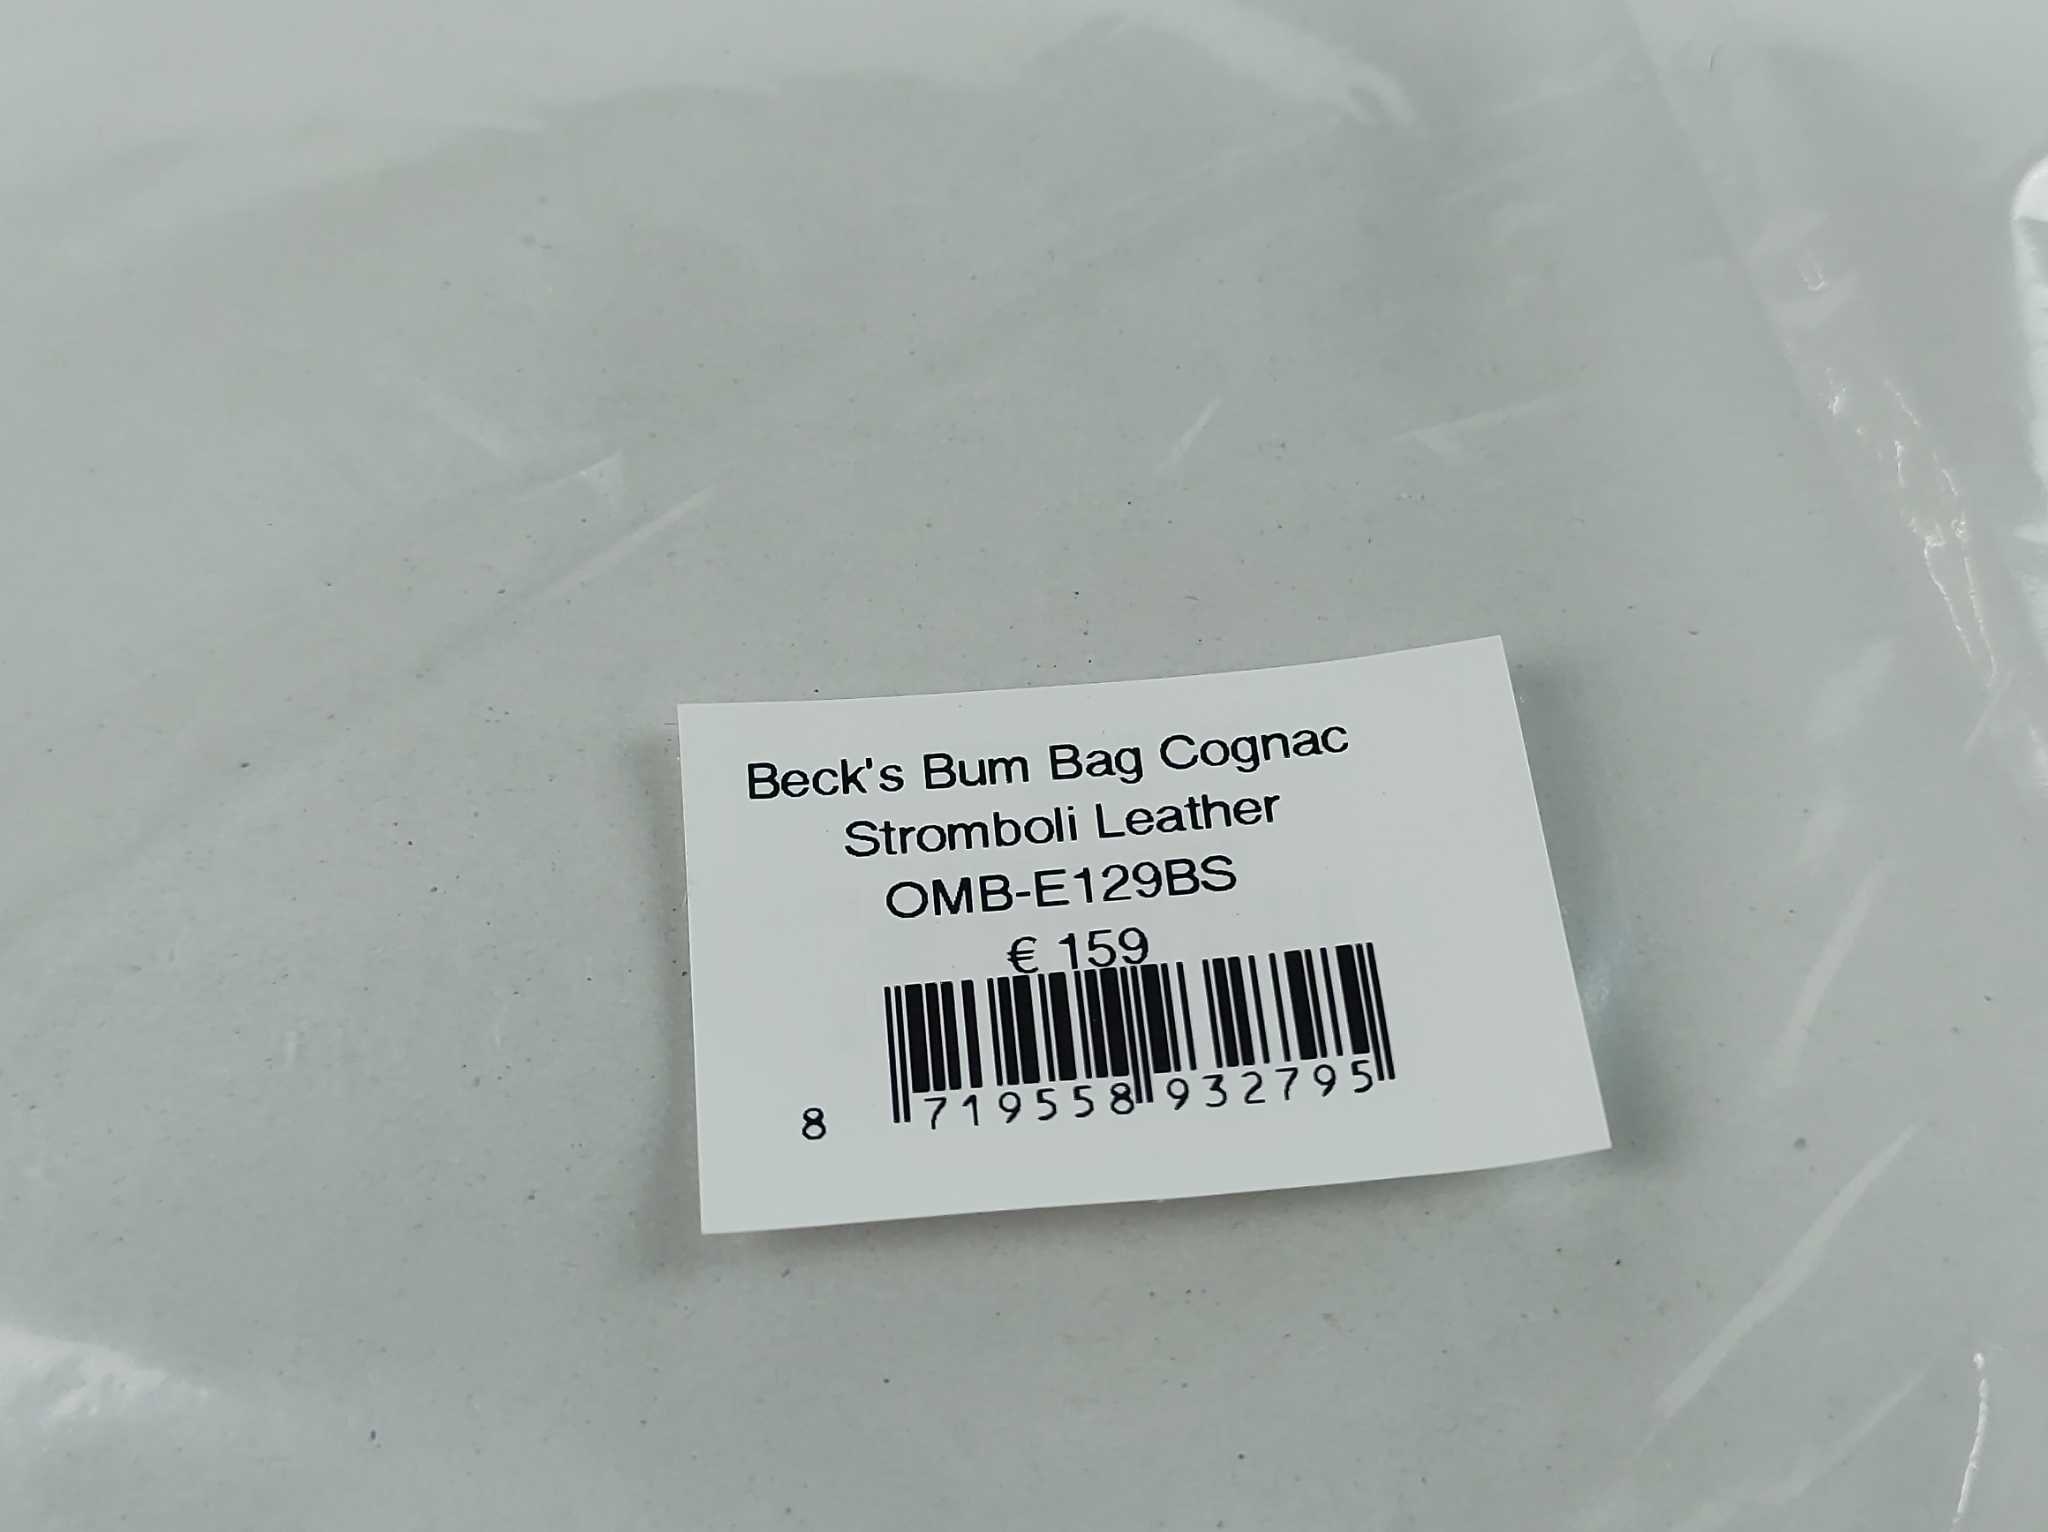 Beck's Bum Bag Cognac
Stromboli Leather
OMB-E129BS
€ 159
8 719558 932795